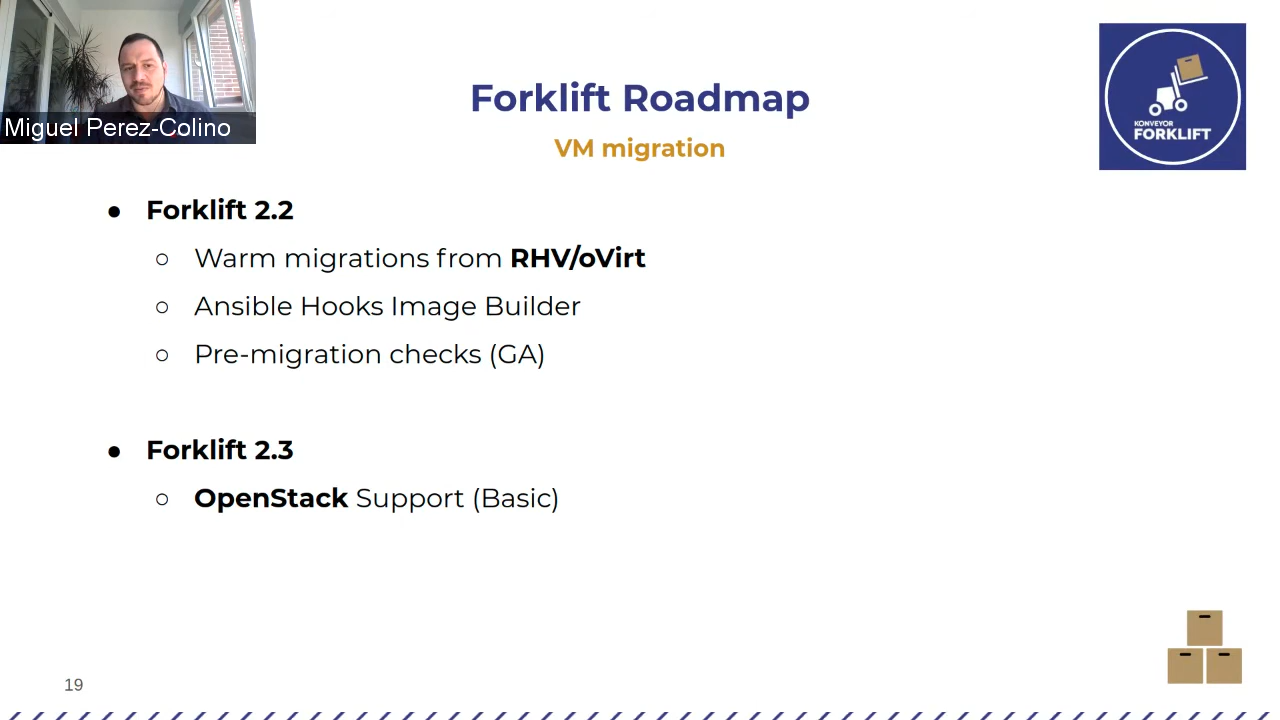 Miguel Perez-Colino
Forklift Roadmap
VM migration
KONVEYOR
FORKLIFT
● Forklift 2.2
○ Warm migrations from RHV/oVirt
○ Ansible Hooks Image Builder
○ Pre-migration checks (GA)
● Forklift 2.3
○ OpenStack Support (Basic)
19